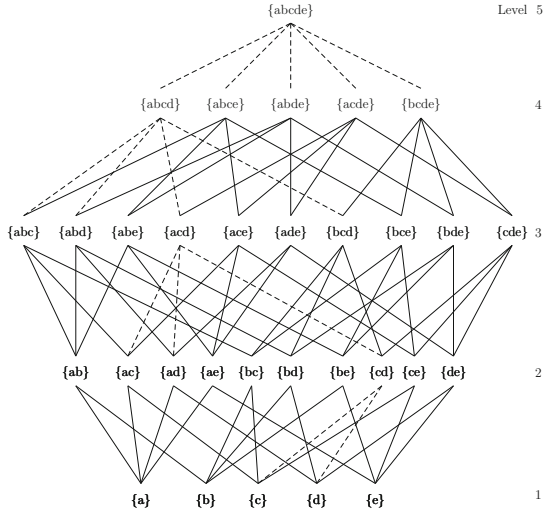 {abcde} Level 5
{abcd} {abce} {abde} {acde} {bcde} 4
{abc} {abd} {abe} {acd} {ace} {ade} {bcd} {bce} {bde} {cde} 3
{ab} {ac} {ad} {ae} {bc} {bd} {be} {cd} {ce} {de} 2
{a} {b} {c} {d} {e} 1